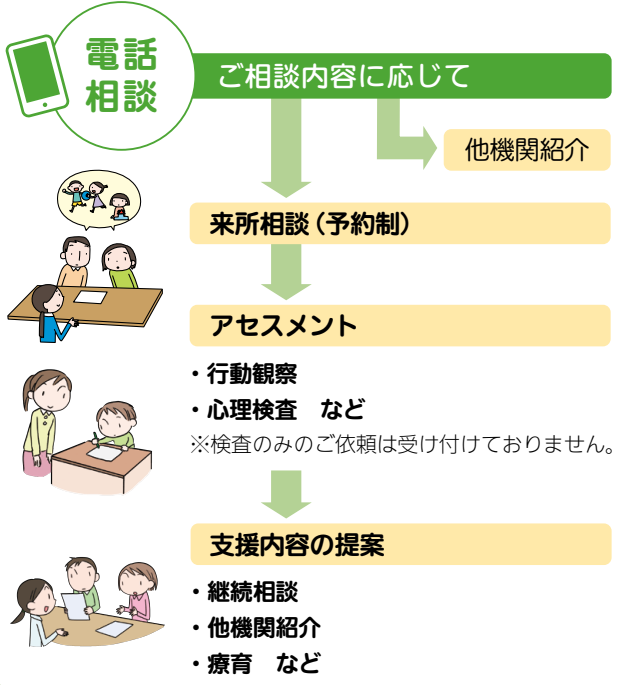 電話
相談
ご相談内容に応じて
他機関紹介
来所相談（予約制）
アセスメント
・行動観察
・心理検査　など
※検査のみのご依頼は受け付けておりません。
支援内容の提案
・継続相談
・他機関紹介
・療育　など